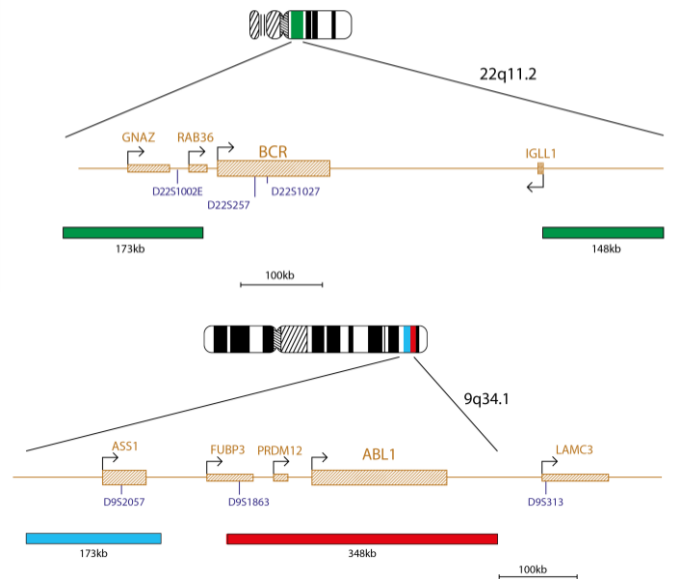 22q11.2
GNAZ RAB36 BCR IGLL1
D22S1002E D22S1027
D22S257
173kb 148kb
100kb
9q34.1
ASS1 FUBP3 PRDM12 ABL1 LAMC3
D9S2057 D9S1863 D9S313
173kb 348kb
100kb